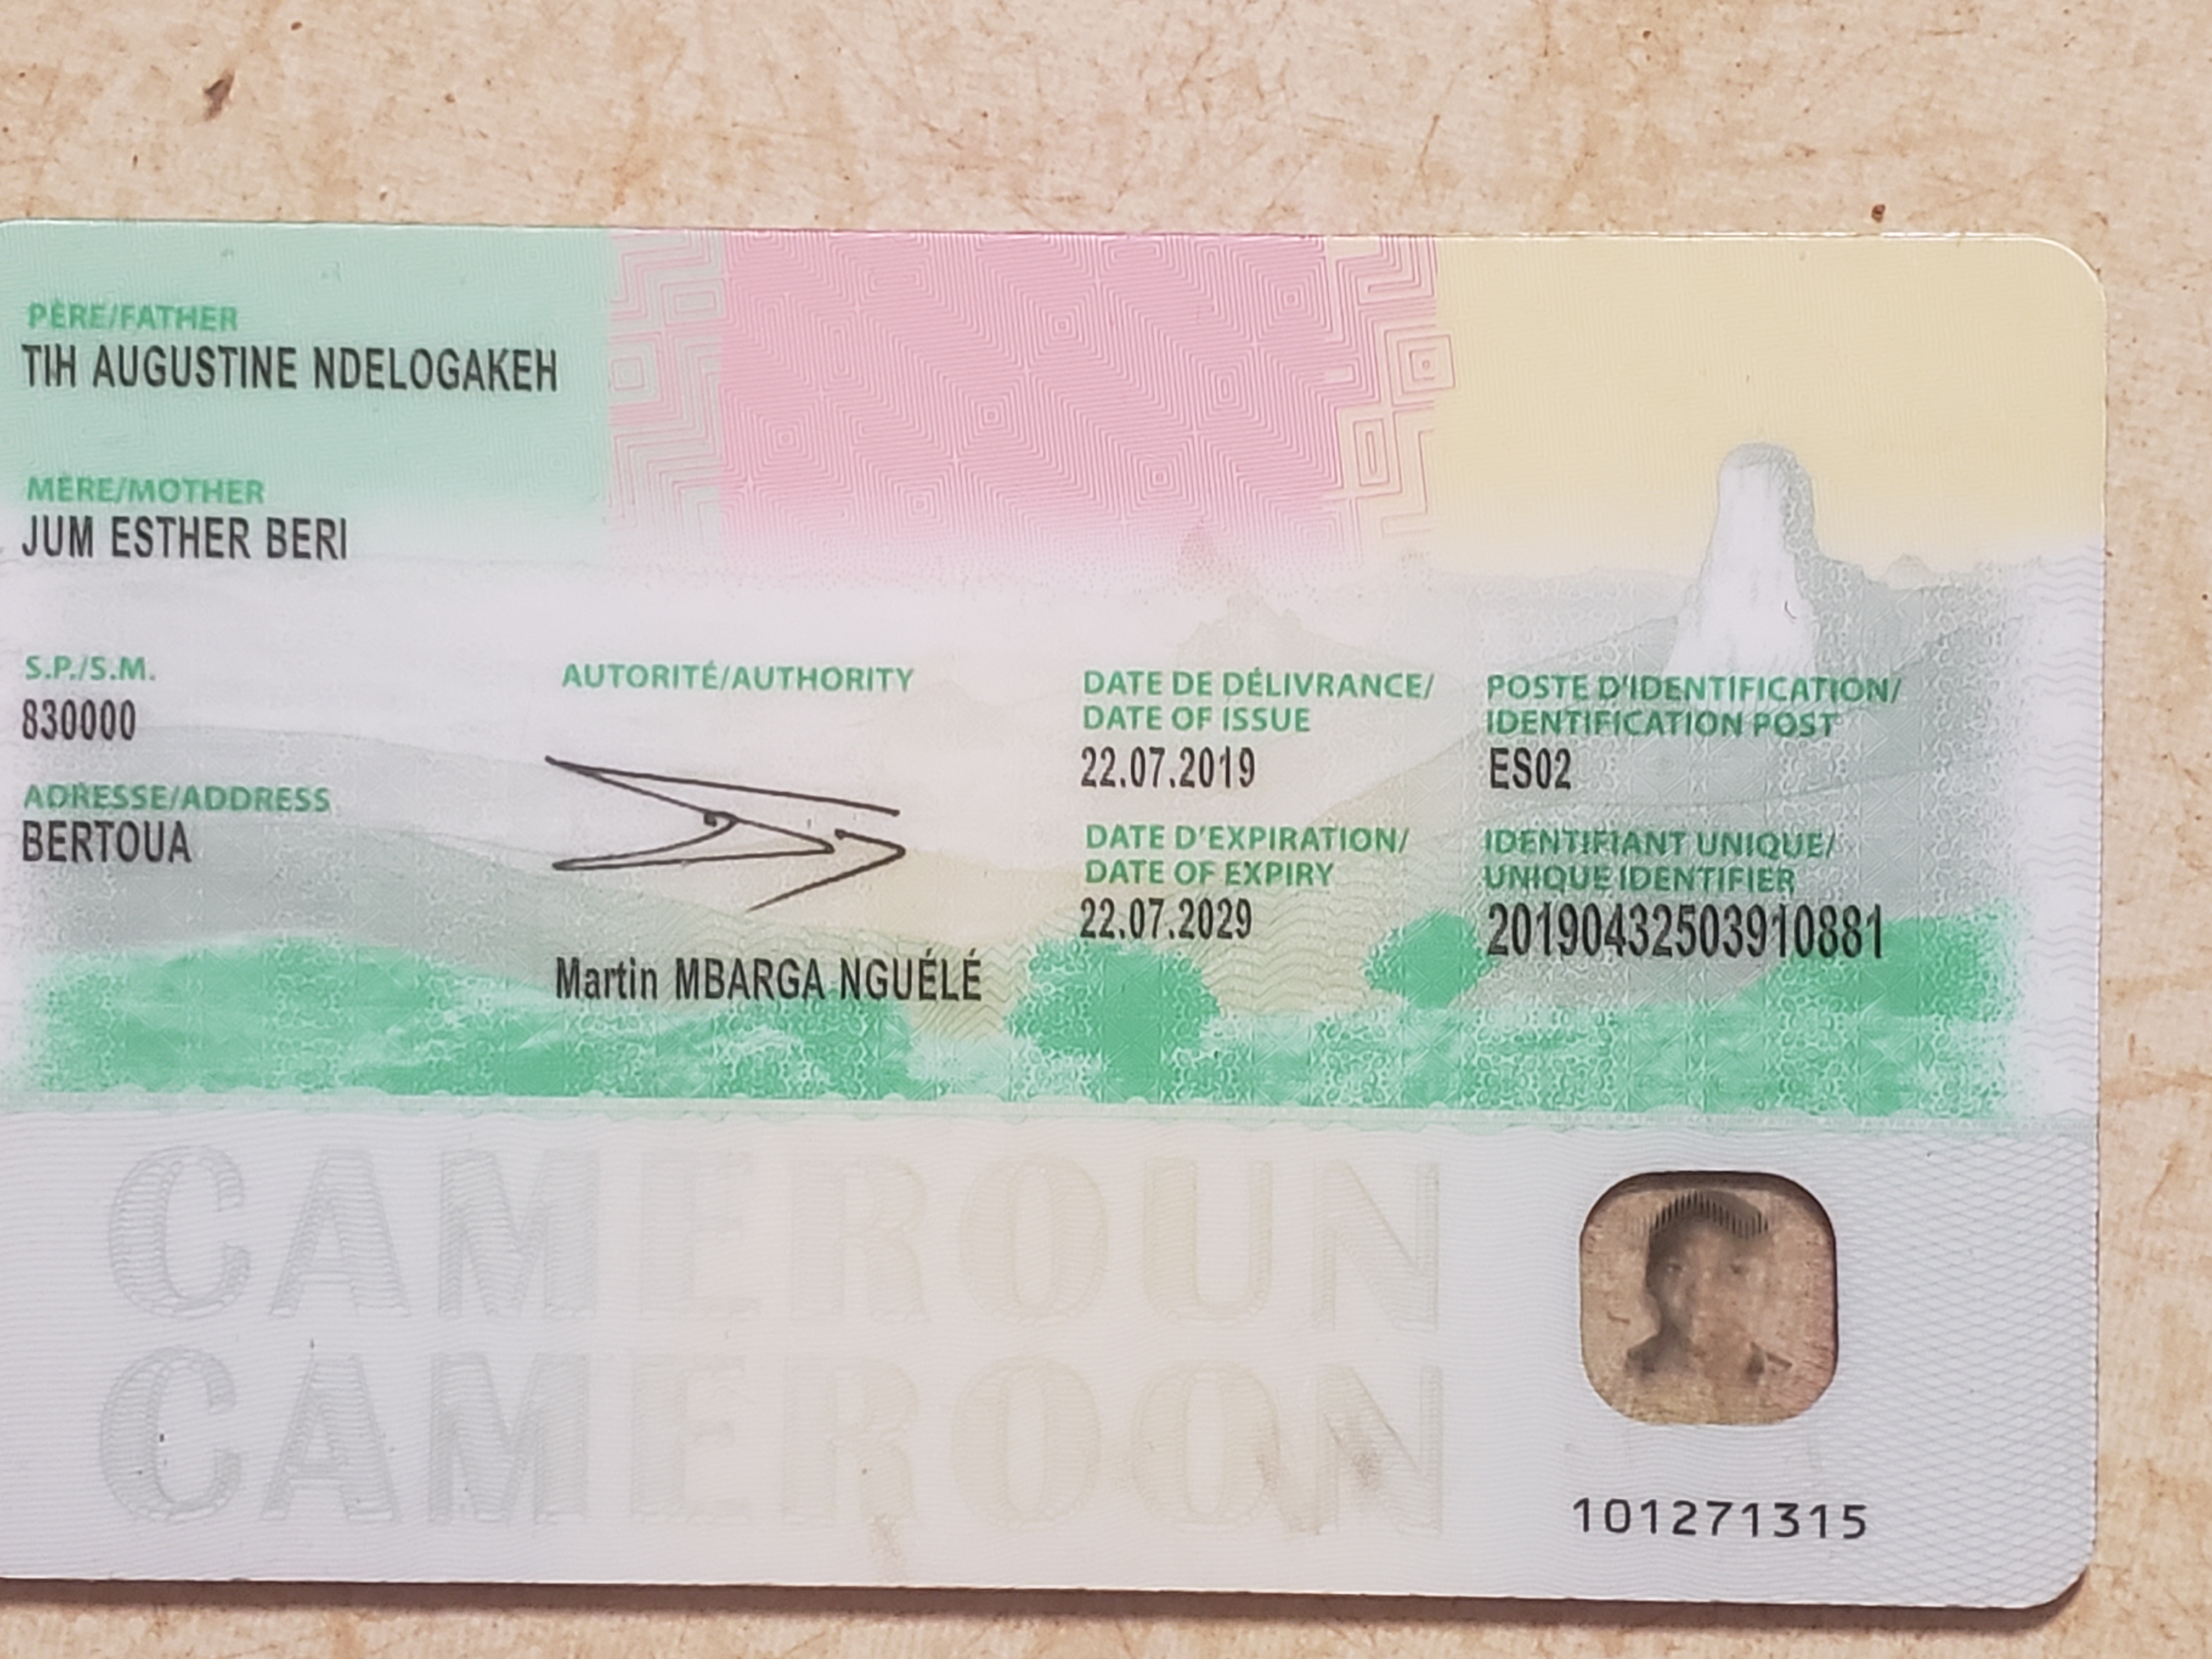 PÈRE/FATHER
TIH AUGUSTINE NDELOGAKEH
MÈRE/MOTHER
JUM ESTHER BERI
S.P./S.M.
830000
ADRESSE/ADDRESS
BERTOUA
AUTORITÉ/AUTHORITY
Martin MBARGA NGUÉLÉ
DATE DE DÉLIVRANCE/
DATE OF ISSUE
22.07.2019
DATE D'EXPIRATION/
DATE OF EXPIRY
22.07.2029
POSTE D'IDENTIFICATION/
IDENTIFICATION POST
ES02
IDENTIFIANT UNIQUE/
UNIQUE IDENTIFIER
20190432503910881
CAMEROUN
CAMEROON
101271315